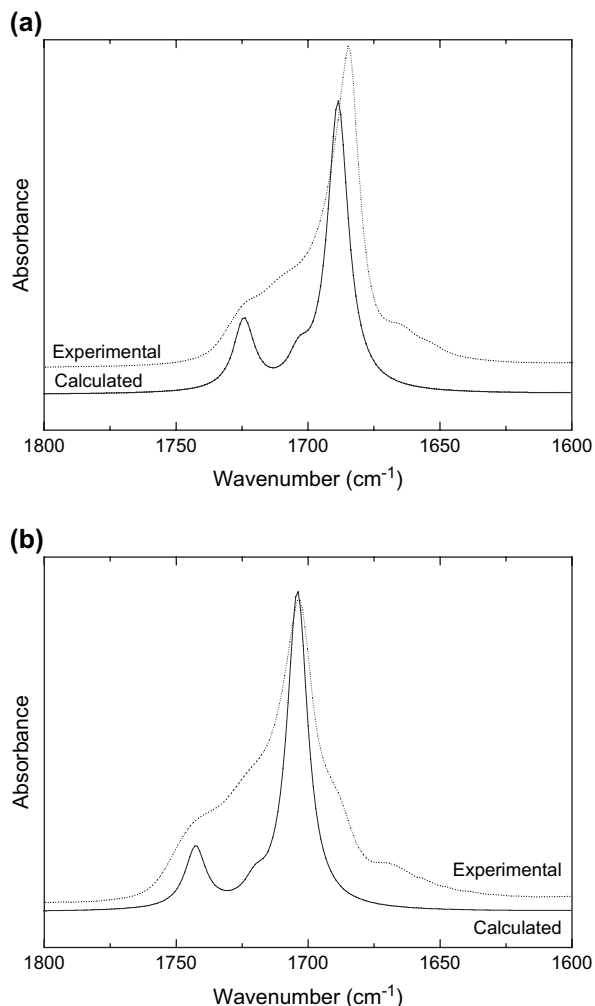 (a)
Absorbance
Experimental
Calculated
1800 1750 1700 1650 1600
Wavenumber (cm⁻¹)
(b)
Absorbance
Experimental
Calculated
1800 1750 1700 1650 1600
Wavenumber (cm⁻¹)